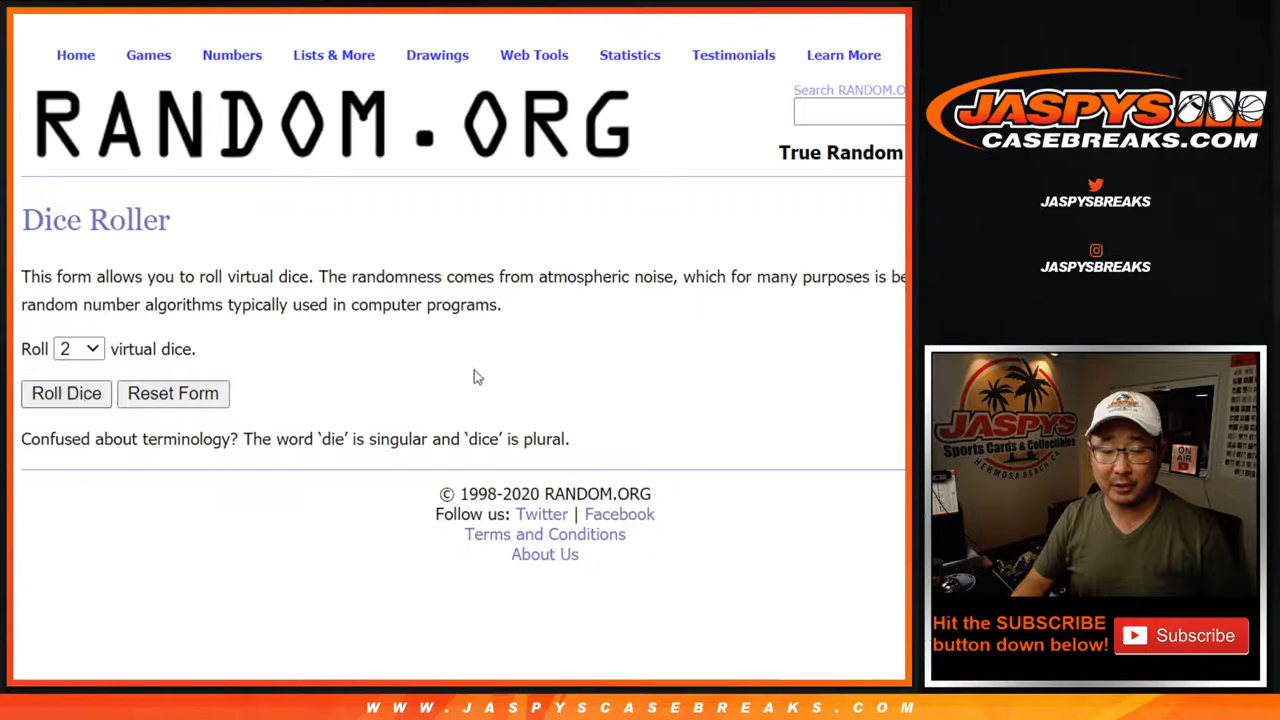 Home Games Numbers Lists & More Drawings Web Tools Statistics Testimonials Learn More
RANDOM.ORG
Search RANDOM.O
True Random
Dice Roller
This form allows you to roll virtual dice. The randomness comes from atmospheric noise, which for many purposes is be
random number algorithms typically used in computer programs.
Roll 2 virtual dice.
Roll Dice Reset Form
Confused about terminology? The word ‘die’ is singular and ‘dice’ is plural.
© 1998-2020 RANDOM.ORG
Follow us: Twitter | Facebook
Terms and Conditions
About Us
JASPYS
CASEBREAKS.COM
JASPYSBREAKS
JASPYSBREAKS
JASPYS
Sports Cards & Collectibles
HERMOSA BEACH, CA
ON
AIR
Hit the SUBSCRIBE
button down below!
Subscribe
WWW.JASPYSCASEBREAKS.COM